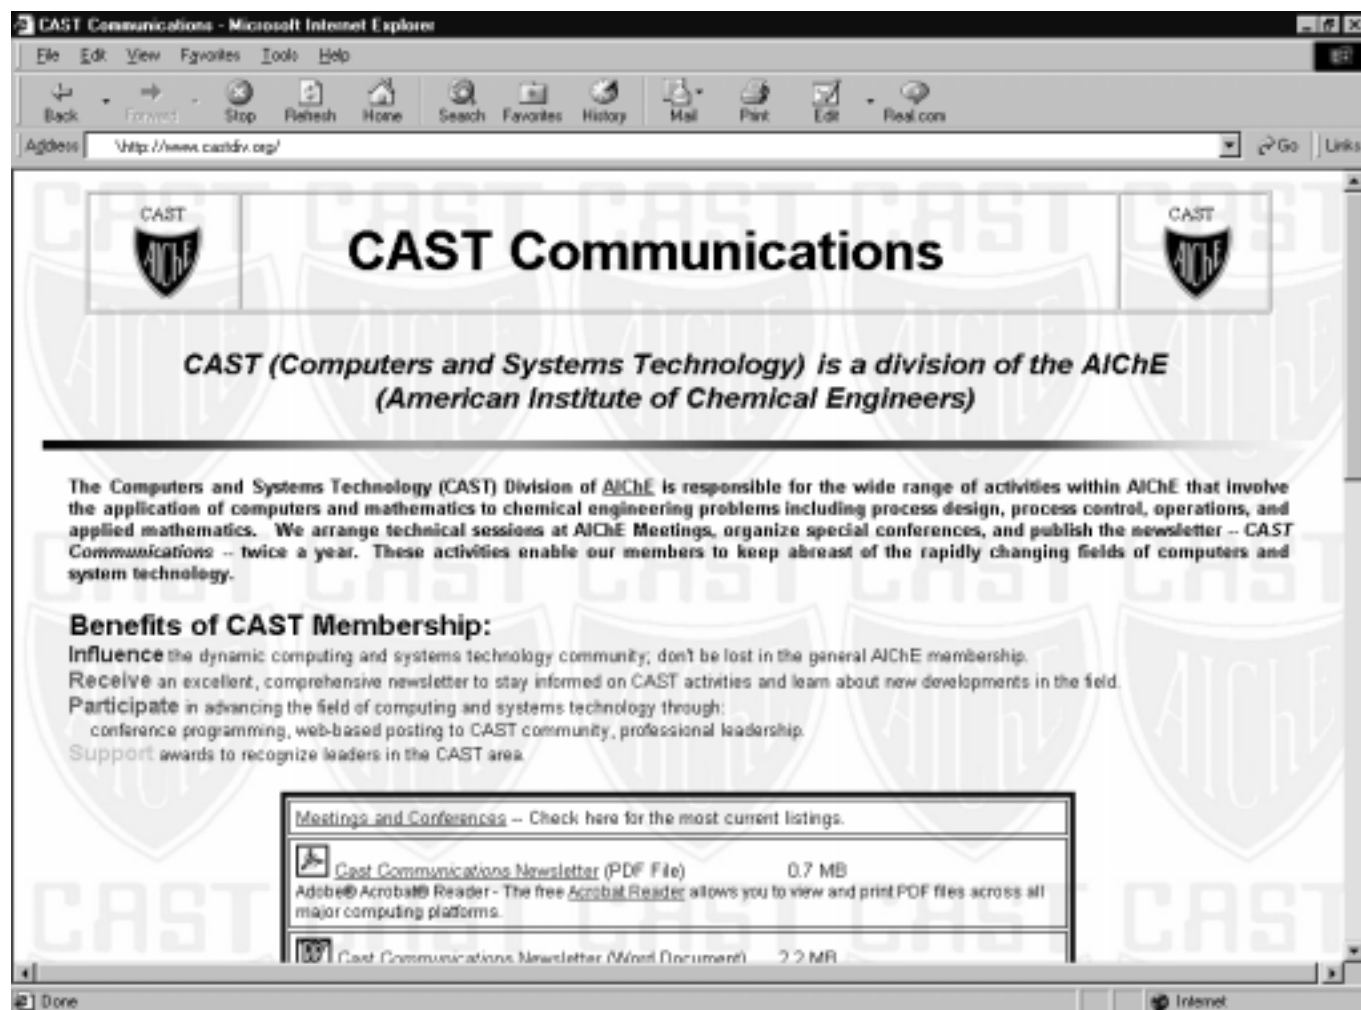 CAST Communications - Microsoft Internet Explorer
File Edit View Favorites Tools Help
Back Forward Stop Refresh Home Search Favorites History Mail Print Edit Real.com
Address \http://www.castdiv.org/ Go Links
CAST CAST
AIChE CAST Communications AIChE
CAST (Computers and Systems Technology) is a division of the AIChE
(American Institute of Chemical Engineers)
The Computers and Systems Technology (CAST) Division of AIChE is responsible for the wide range of activities within AIChE that involve
the application of computers and mathematics to chemical engineering problems including process design, process control, operations, and
applied mathematics. We arrange technical sessions at AIChE Meetings, organize special conferences, and publish the newsletter -- CAST
Communications -- twice a year. These activities enable our members to keep abreast of the rapidly changing fields of computers and
system technology.
Benefits of CAST Membership:
Influence the dynamic computing and systems technology community; don't be lost in the general AIChE membership.
Receive an excellent, comprehensive newsletter to stay informed on CAST activities and learn about new developments in the field.
Participate in advancing the field of computing and systems technology through:
conference programming, web-based posting to CAST community, professional leadership.
Support awards to recognize leaders in the CAST area.
Meetings and Conferences -- Check here for the most current listings.
Cast Communications Newsletter (PDF File) 0.7 MB
Adobe® Acrobat® Reader - The free Acrobat Reader allows you to view and print PDF files across all
major computing platforms.
Cast Communications Newsletter (Word Document) 2.2 MB
Done Internet